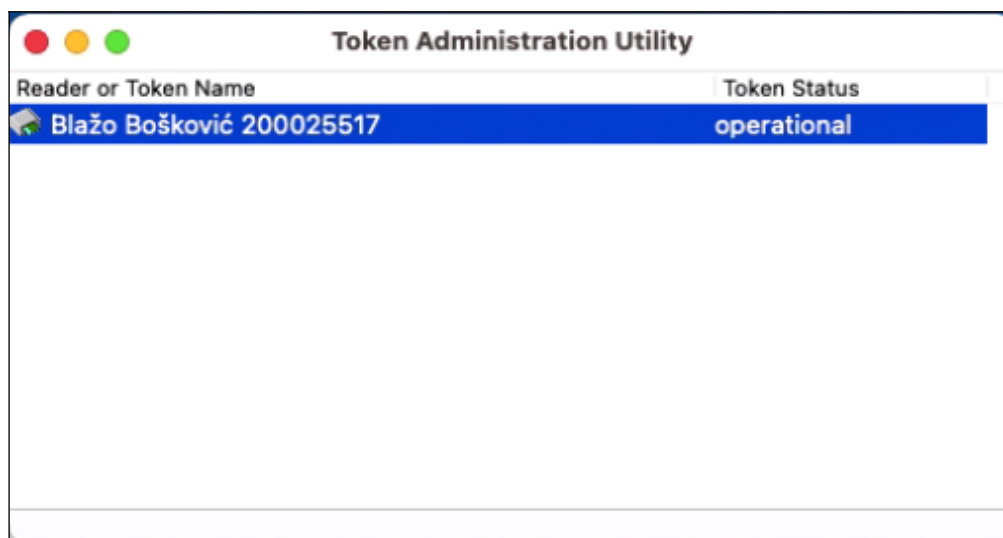 Token Administration Utility
Reader or Token Name Token Status
Blažo Bošković 200025517 operational